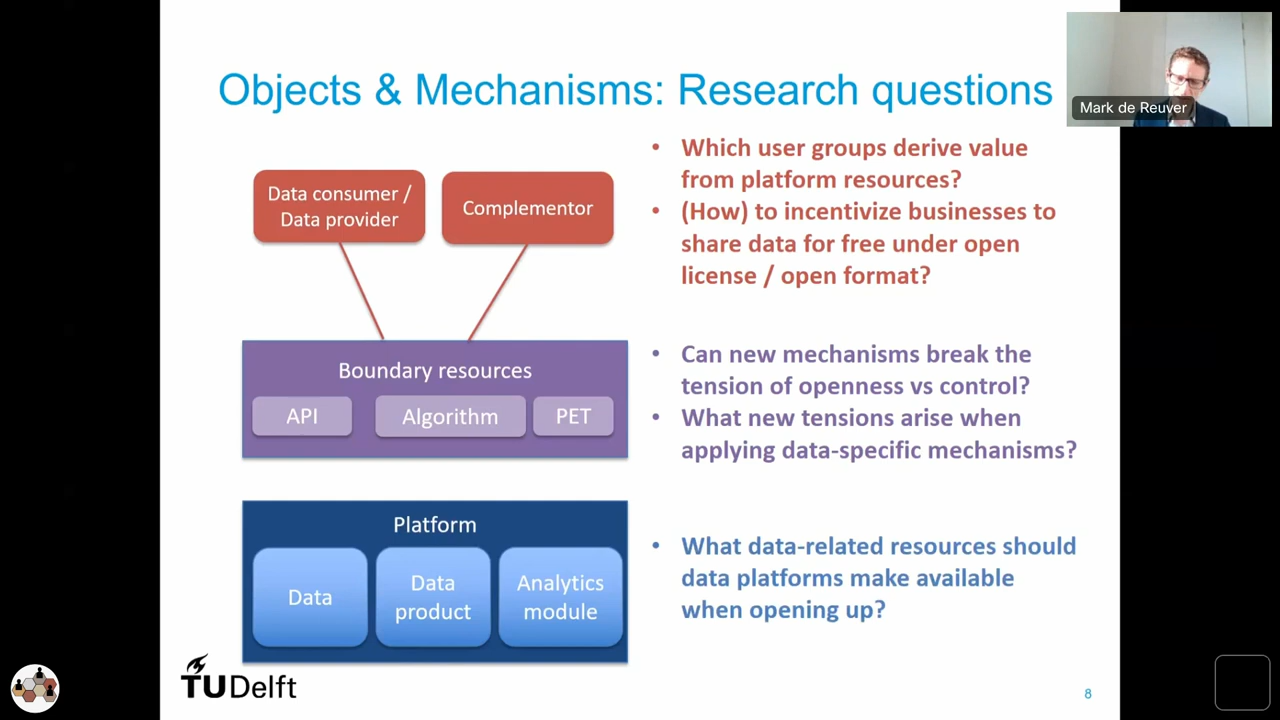 Objects & Mechanisms: Research questions
Mark de Reuver
Data consumer /
Data provider
Complementor
• Which user groups derive value
from platform resources?
• (How) to incentivize businesses to
share data for free under open
license / open format?
Boundary resources
API
Algorithm
PET
• Can new mechanisms break the
tension of openness vs control?
• What new tensions arise when
applying data-specific mechanisms?
Platform
Data
Data
product
Analytics
module
• What data-related resources should
data platforms make available
when opening up?
TUDelft
8